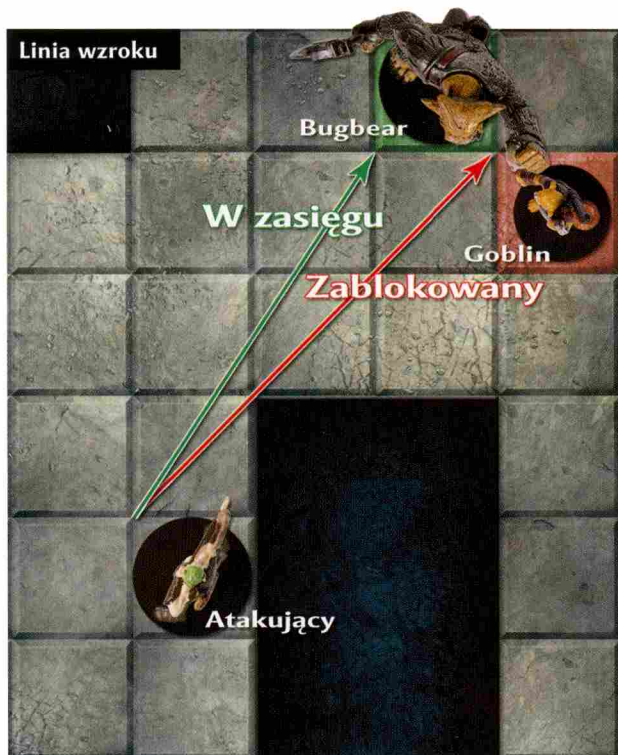 Linia wzroku
Bugbear
W zasięgu
Goblin
Zablokowany
Atakujący